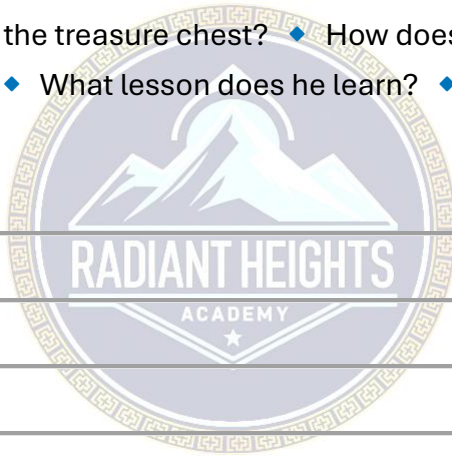 the treasure chest? ◆ How does
◆ What lesson does he learn? ◆
RADIANT HEIGHTS
ACADEMY